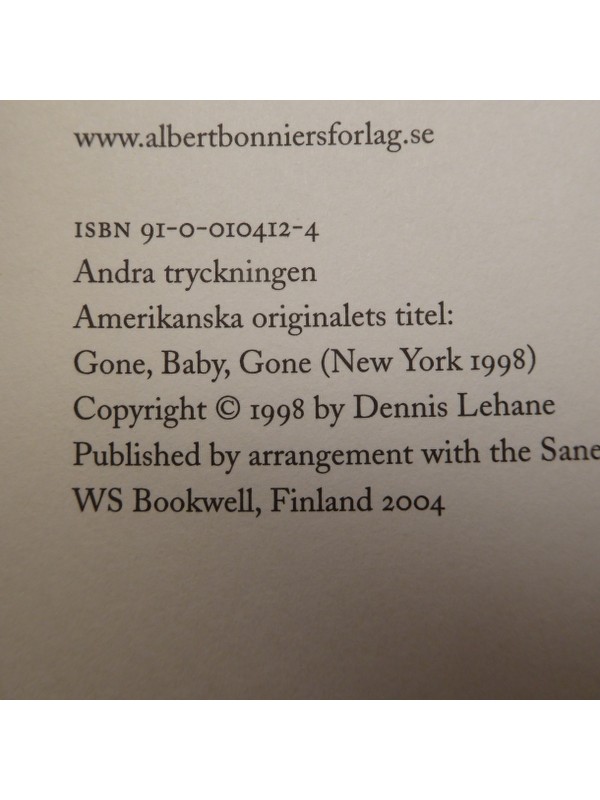 www.albertbonniersforlag.se
ISBN 91-0-010412-4
Andra tryckningen
Amerikanska originalets titel:
Gone, Baby, Gone (New York 1998)
Copyright © 1998 by Dennis Lehane
Published by arrangement with the Sane
WS Bookwell, Finland 2004